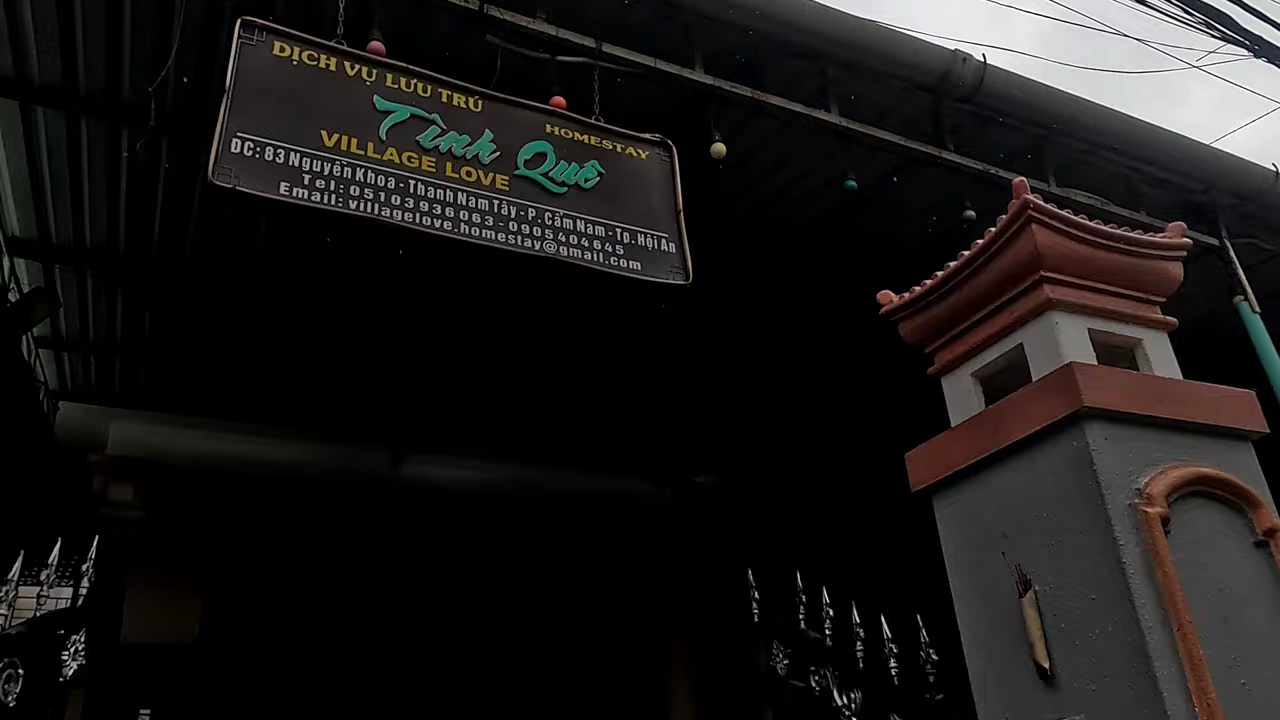 DỊCH VỤ LƯU TRÚ
Tình Quê
HOMESTAY
VILLAGE LOVE
ĐC: 83 Nguyễn Khoa - Thanh Nam Tây - P. Cẩm Nam - Tp. Hội An
Tel: 05103936063 - 0905404645
Email: villagelove.homestay@gmail.com